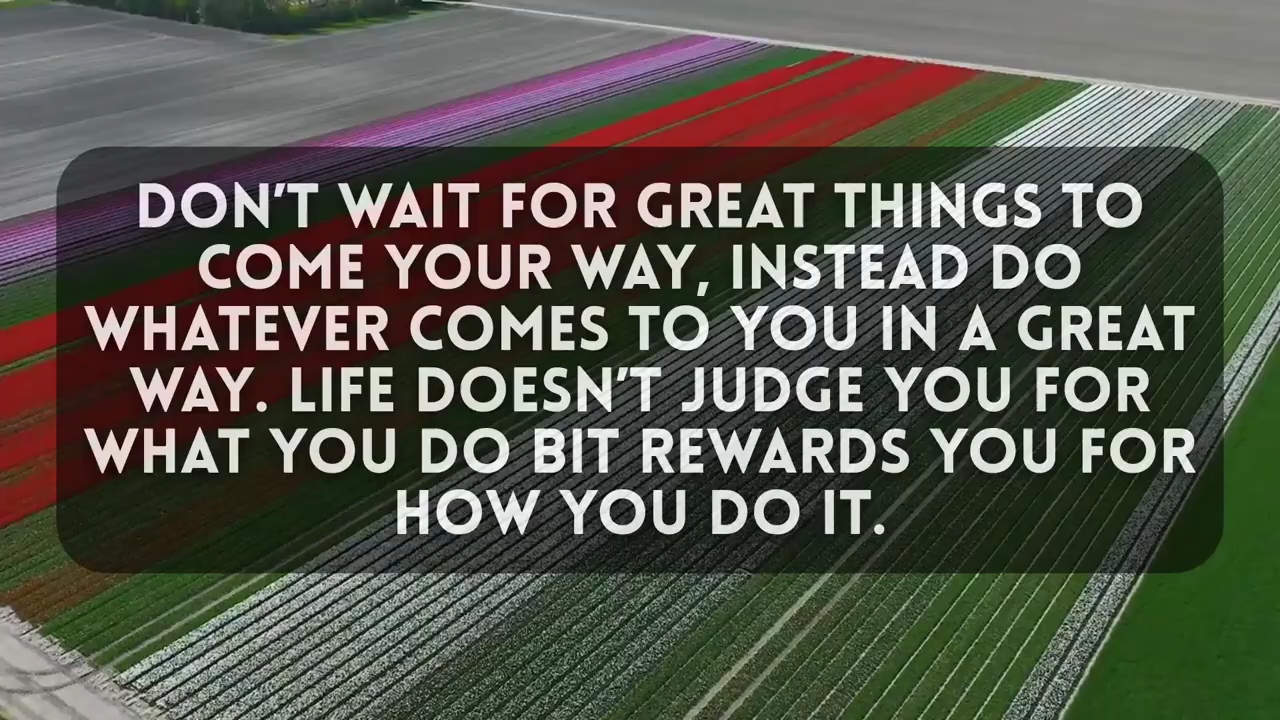 DON'T WAIT FOR GREAT THINGS TO
COME YOUR WAY, INSTEAD DO
WHATEVER COMES TO YOU IN A GREAT
WAY. LIFE DOESN'T JUDGE YOU FOR
WHAT YOU DO BIT REWARDS YOU FOR
HOW YOU DO IT.